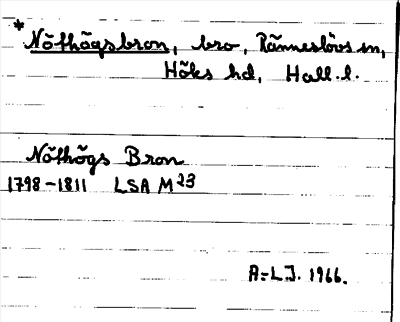 * Nöthögsbron, bro, Ränneslövs sn,
Höks hd, Hall. l.
Nöthögs Bron
1798-1811 LSA M23
A-L.J. 1966.